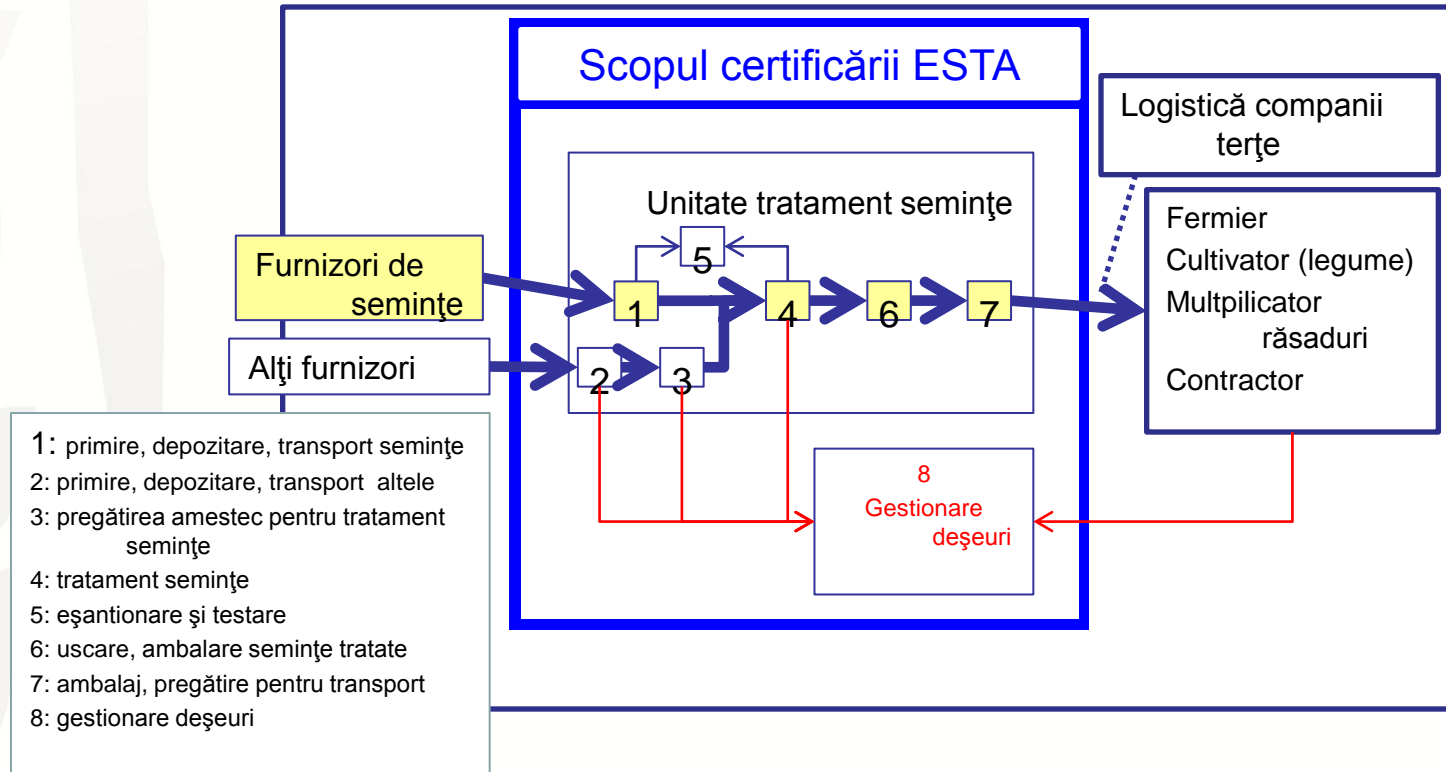 Scopul certificării ESTA
Logistică companii
terţe
Unitate tratament seminţe
Fermier
Cultivator (legume)
Multpilicator
răsaduri
Contractor
Furnizori de
seminţe
Alţi furnizori
5
1
4
6
7
2
3
8
Gestionare
deşeuri
1: primire, depozitare, transport seminţe
2: primire, depozitare, transport altele
3: pregătirea amestec pentru tratament
seminţe
4: tratament seminţe
5: eşantionare şi testare
6: uscare, ambalare seminţe tratate
7: ambalaj, pregătire pentru transport
8: gestionare deşeuri